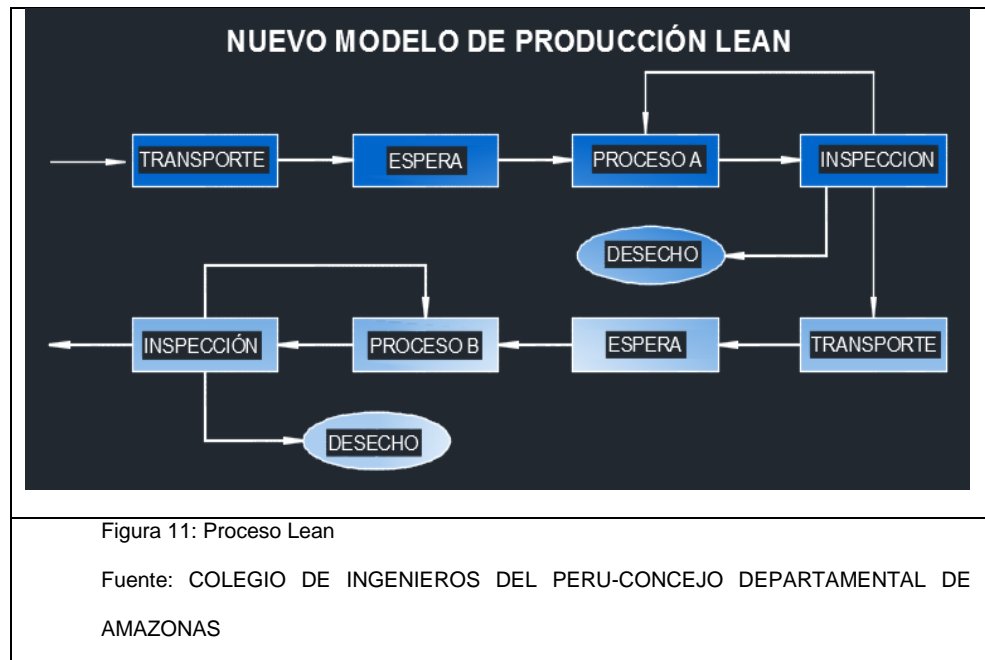 NUEVO MODELO DE PRODUCCIÓN LEAN
TRANSPORTE
ESPERA
PROCESO A
INSPECCION
DESECHO
TRANSPORTE
ESPERA
PROCESO B
INSPECCIÓN
DESECHO
Figura 11: Proceso Lean
Fuente: COLEGIO DE INGENIEROS DEL PERU-CONCEJO DEPARTAMENTAL DE
AMAZONAS